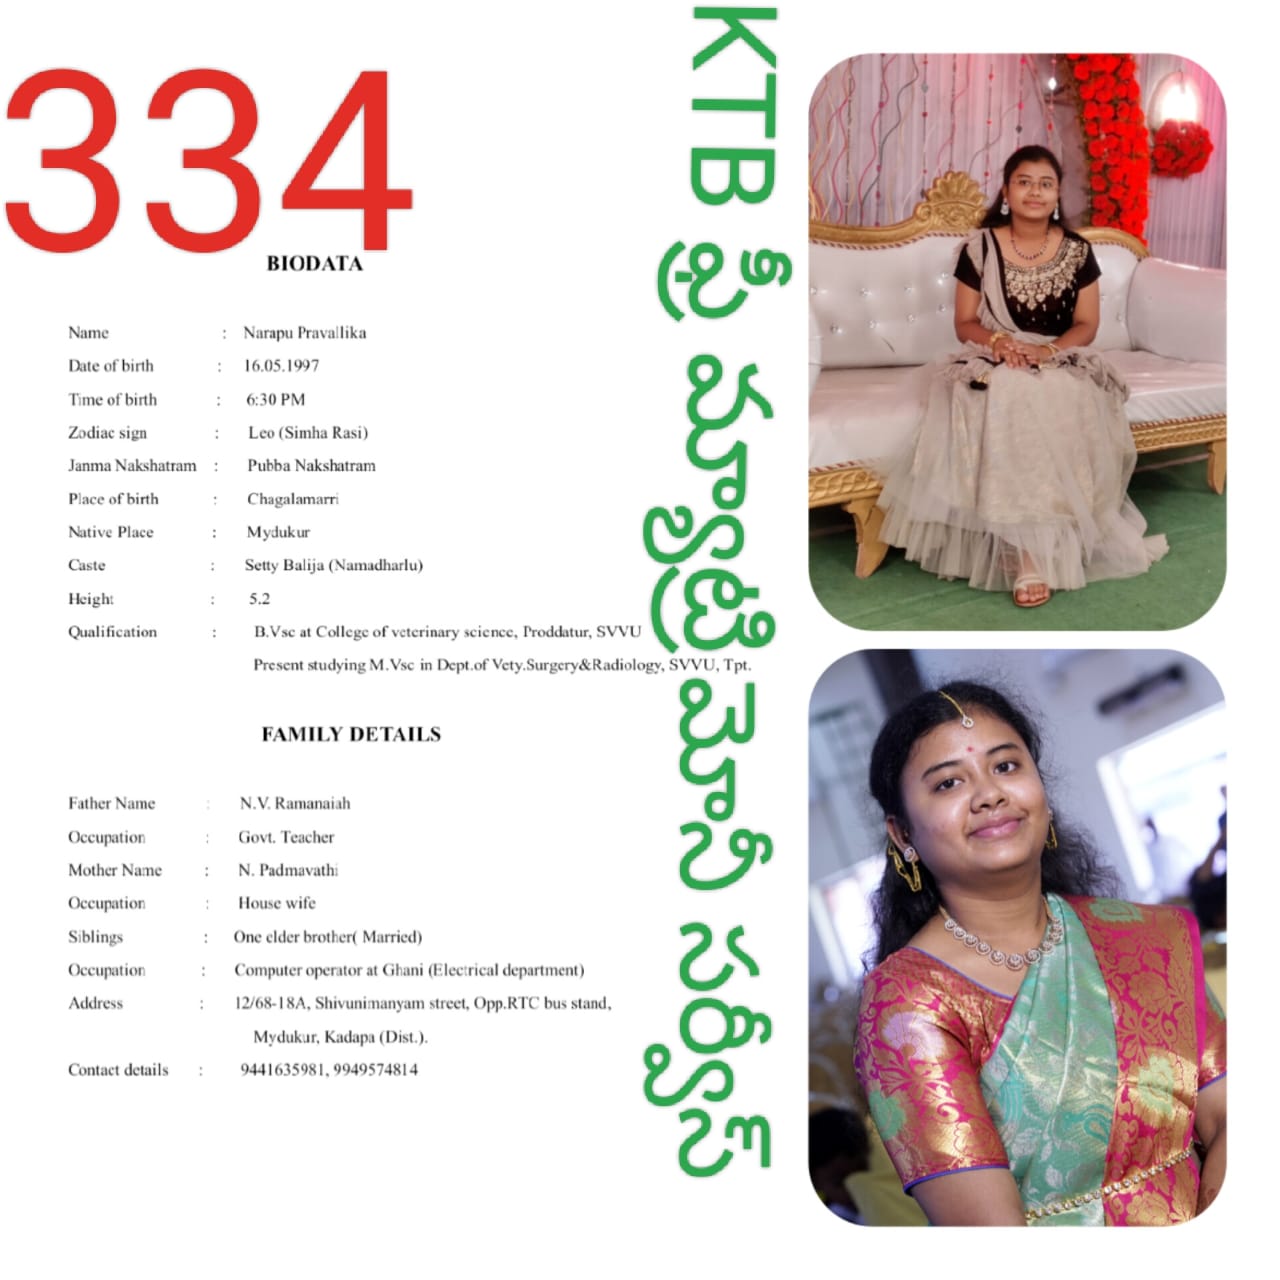 334
BIODATA
Name : Narapu Pravallika
Date of birth : 16.05.1997
Time of birth : 6:30 PM
Zodiac sign : Leo (Simha Rasi)
Janma Nakshatram : Pubba Nakshatram
Place of birth : Chagalamarri
Native Place : Mydukur
Caste : Setty Balija (Namadharlu)
Height : 5.2
Qualification : B.Vsc at College of veterinary science, Proddatur, SVVU
Present studying M.Vsc in Dept.of Vety.Surgery&Radiology, SVVU, Tpt.
FAMILY DETAILS
Father Name : N.V. Ramanaiah
Occupation : Govt. Teacher
Mother Name : N. Padmavathi
Occupation : House wife
Siblings : One elder brother( Married)
Occupation : Computer operator at Ghani (Electrical department)
Address : 12/68-18A, Shivunimanyam street, Opp.RTC bus stand,
Mydukur, Kadapa (Dist.).
Contact details : 9441635981, 9949574814
KTB శ్రీ మ్యాట్రిమోనీ సర్వీస్